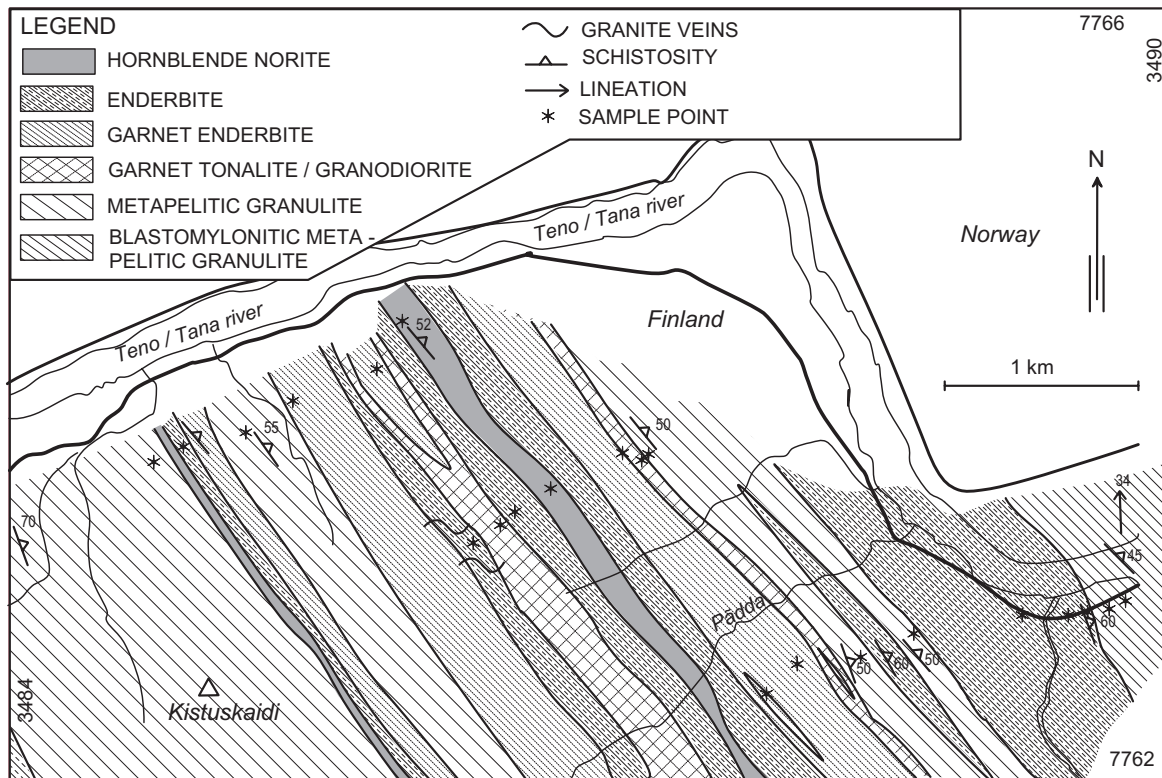 LEGEND
HORNBLENDE NORITE
ENDERBITE
GARNET ENDERBITE
GARNET TONALITE / GRANODIORITE
METAPELITIC GRANULITE
BLASTOMYLONITIC META -
PELITIC GRANULITE
GRANITE VEINS
SCHISTOSITY
LINEATION
SAMPLE POINT
7766
3490
N
Norway
Teno / Tana river
Teno / Tana river
Finland
1 km
52
50
55
70
34
45
60
50
60
50
Pādda
Kistuskaidi
3484
7762